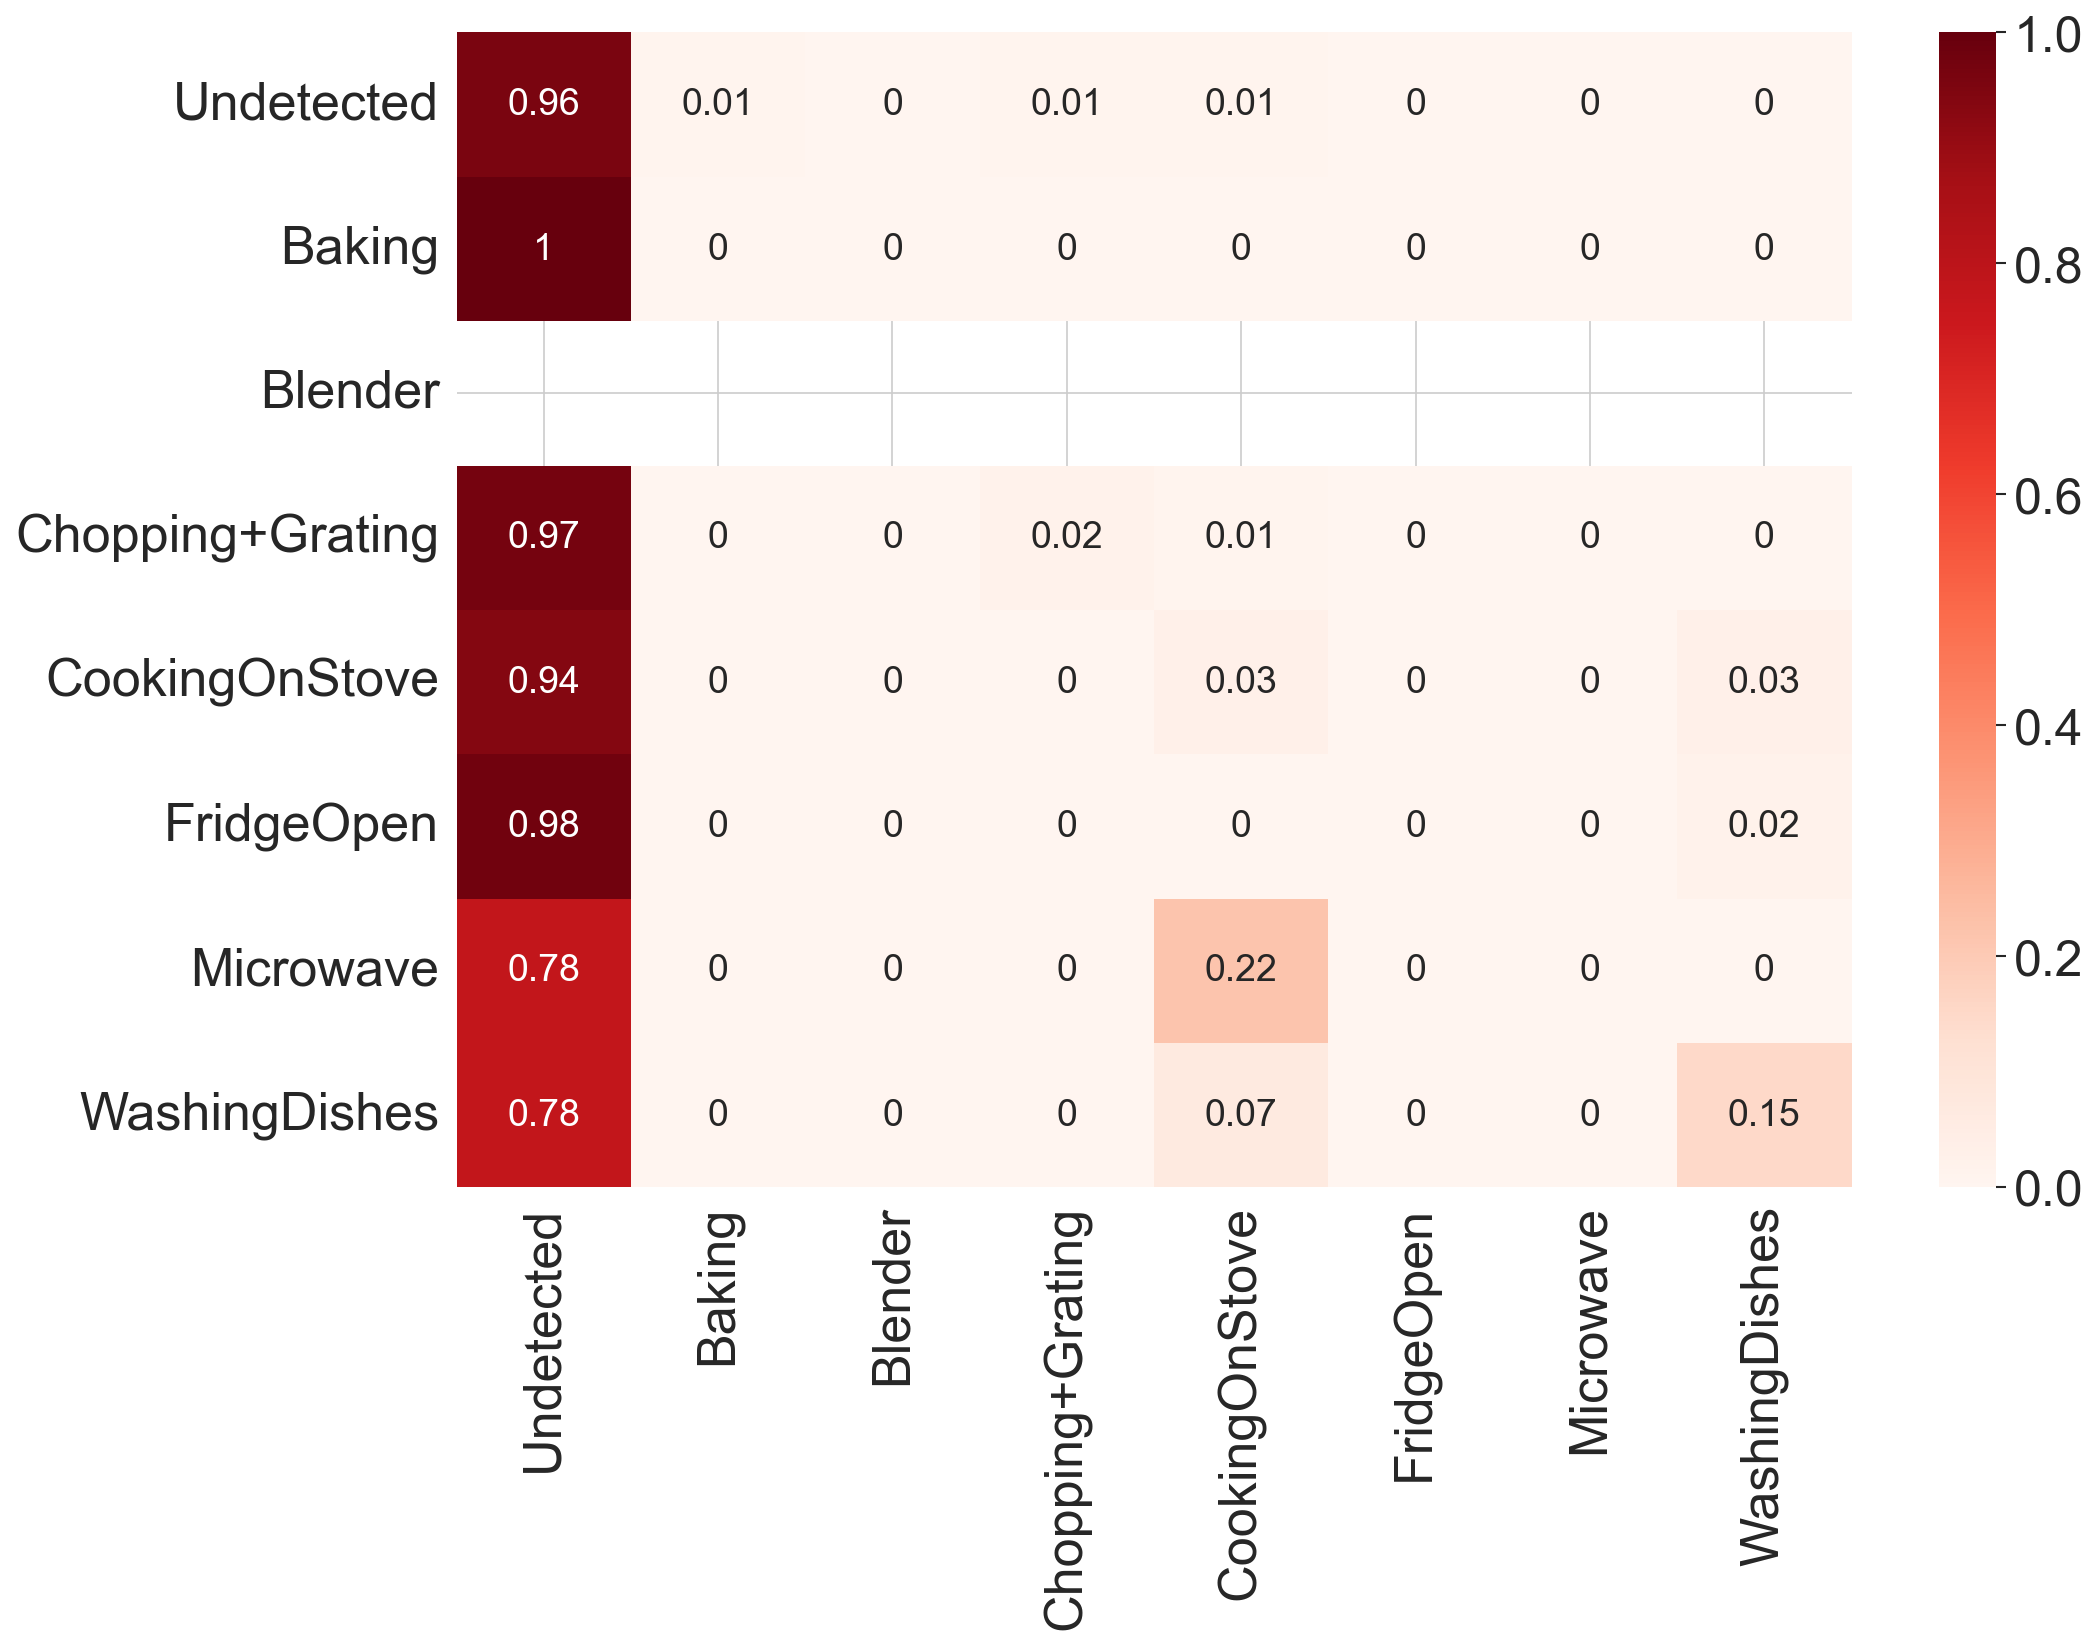 Undetected 0.96 0.01 0 0.01 0.01 0 0 0
Baking 1 0 0 0 0 0 0 0
Blender
Chopping+Grating 0.97 0 0 0.02 0.01 0 0 0
CookingOnStove 0.94 0 0 0 0.03 0 0 0.03
FridgeOpen 0.98 0 0 0 0 0 0 0.02
Microwave 0.78 0 0 0 0.22 0 0 0
WashingDishes 0.78 0 0 0 0.07 0 0 0.15
Undetected
Baking
Blender
Chopping+Grating
CookingOnStove
FridgeOpen
Microwave
WashingDishes
1.0
0.8
0.6
0.4
0.2
0.0